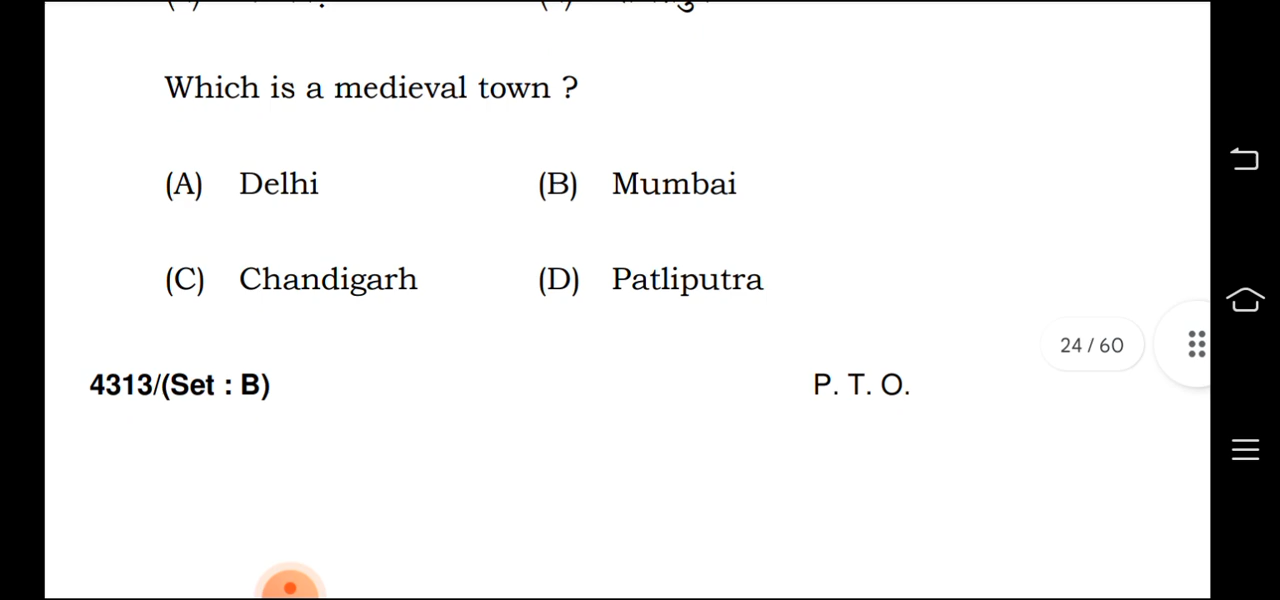 Which is a medieval town ?
(A) Delhi (B) Mumbai
(C) Chandigarh (D) Patliputra
24 / 60
4313/(Set : B) P. T. O.